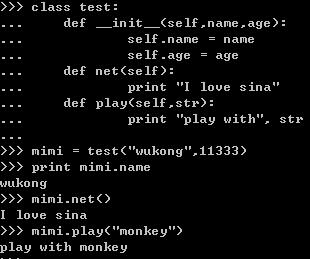 >>> class test:
...     def __init__(self,name,age):
...             self.name = name
...             self.age = age
...     def net(self):
...             print "I love sina"
...     def play(self,str):
...             print "play with", str
...
>>> mimi = test("wukong",11333)
>>> print mimi.name
wukong
>>> mimi.net()
I love sina
>>> mimi.play("monkey")
play with monkey